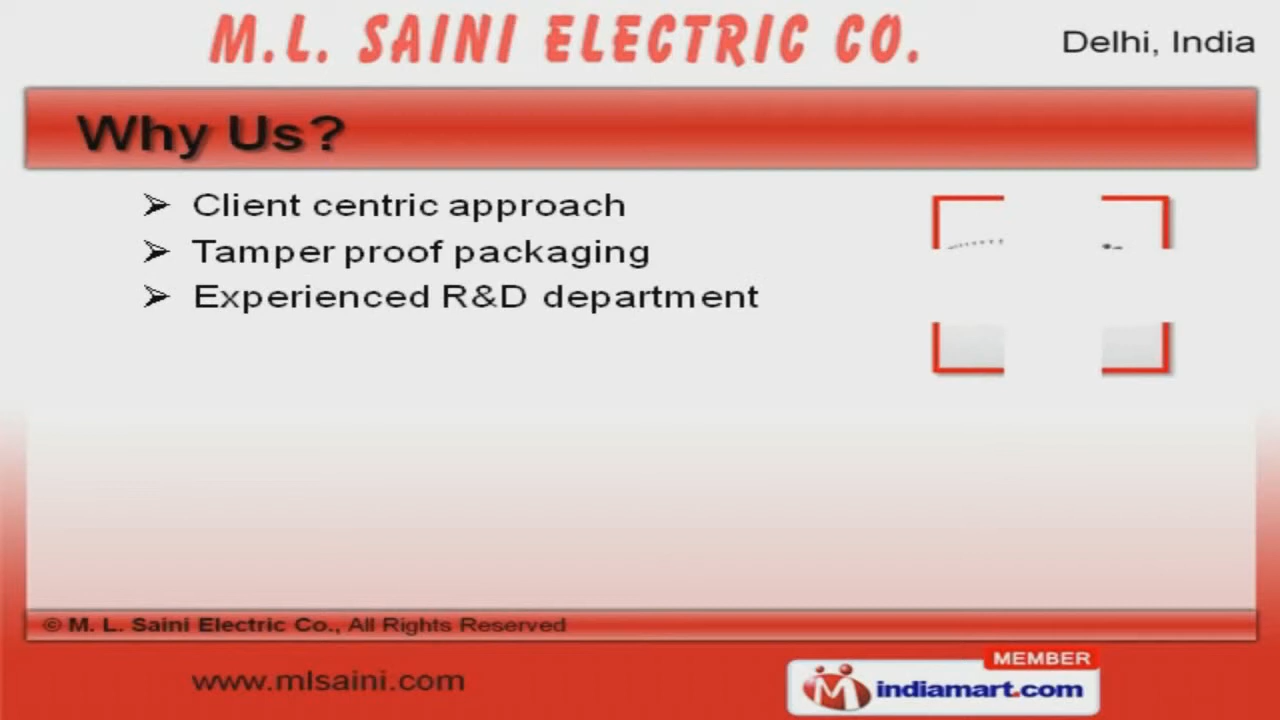 M.L. SAINI ELECTRIC CO.
Delhi, India
Why Us?
➢ Client centric approach
➢ Tamper proof packaging
➢ Experienced R&D department
© M. L. Saini Electric Co., All Rights Reserved
www.mlsaini.com
MEMBER
indiamart.com